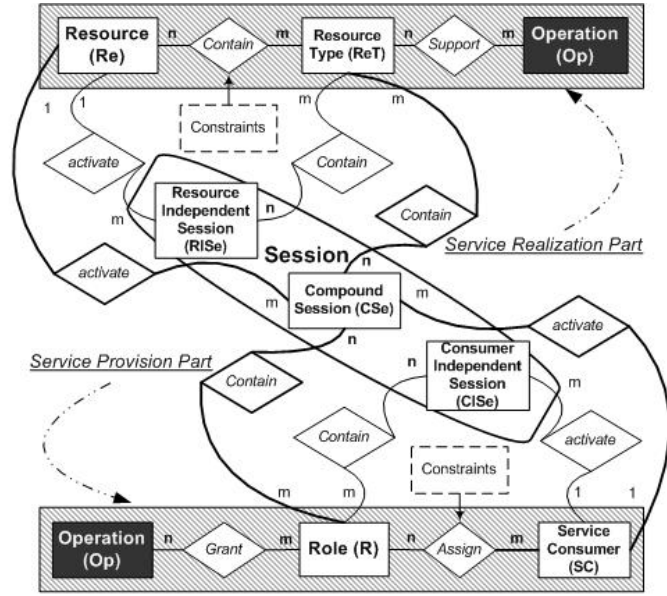 Resource
(Re)
n
Contain
m
Resource
Type (ReT)
n
Support
m
Operation
(Op)
1
1
m
m
Constraints
activate
Contain
m
Resource
Independent
Session
(RISe)
n
Contain
Service Realization Part
Session
n
activate
m
Compound
Session (CSe)
m
activate
n
Service Provision Part
Contain
n
Consumer
Independent
Session
(CISe)
m
Contain
activate
Constraints
m
m
1
1
Operation
(Op)
n
Grant
m
Role (R)
n
Assign
m
Service
Consumer
(SC)